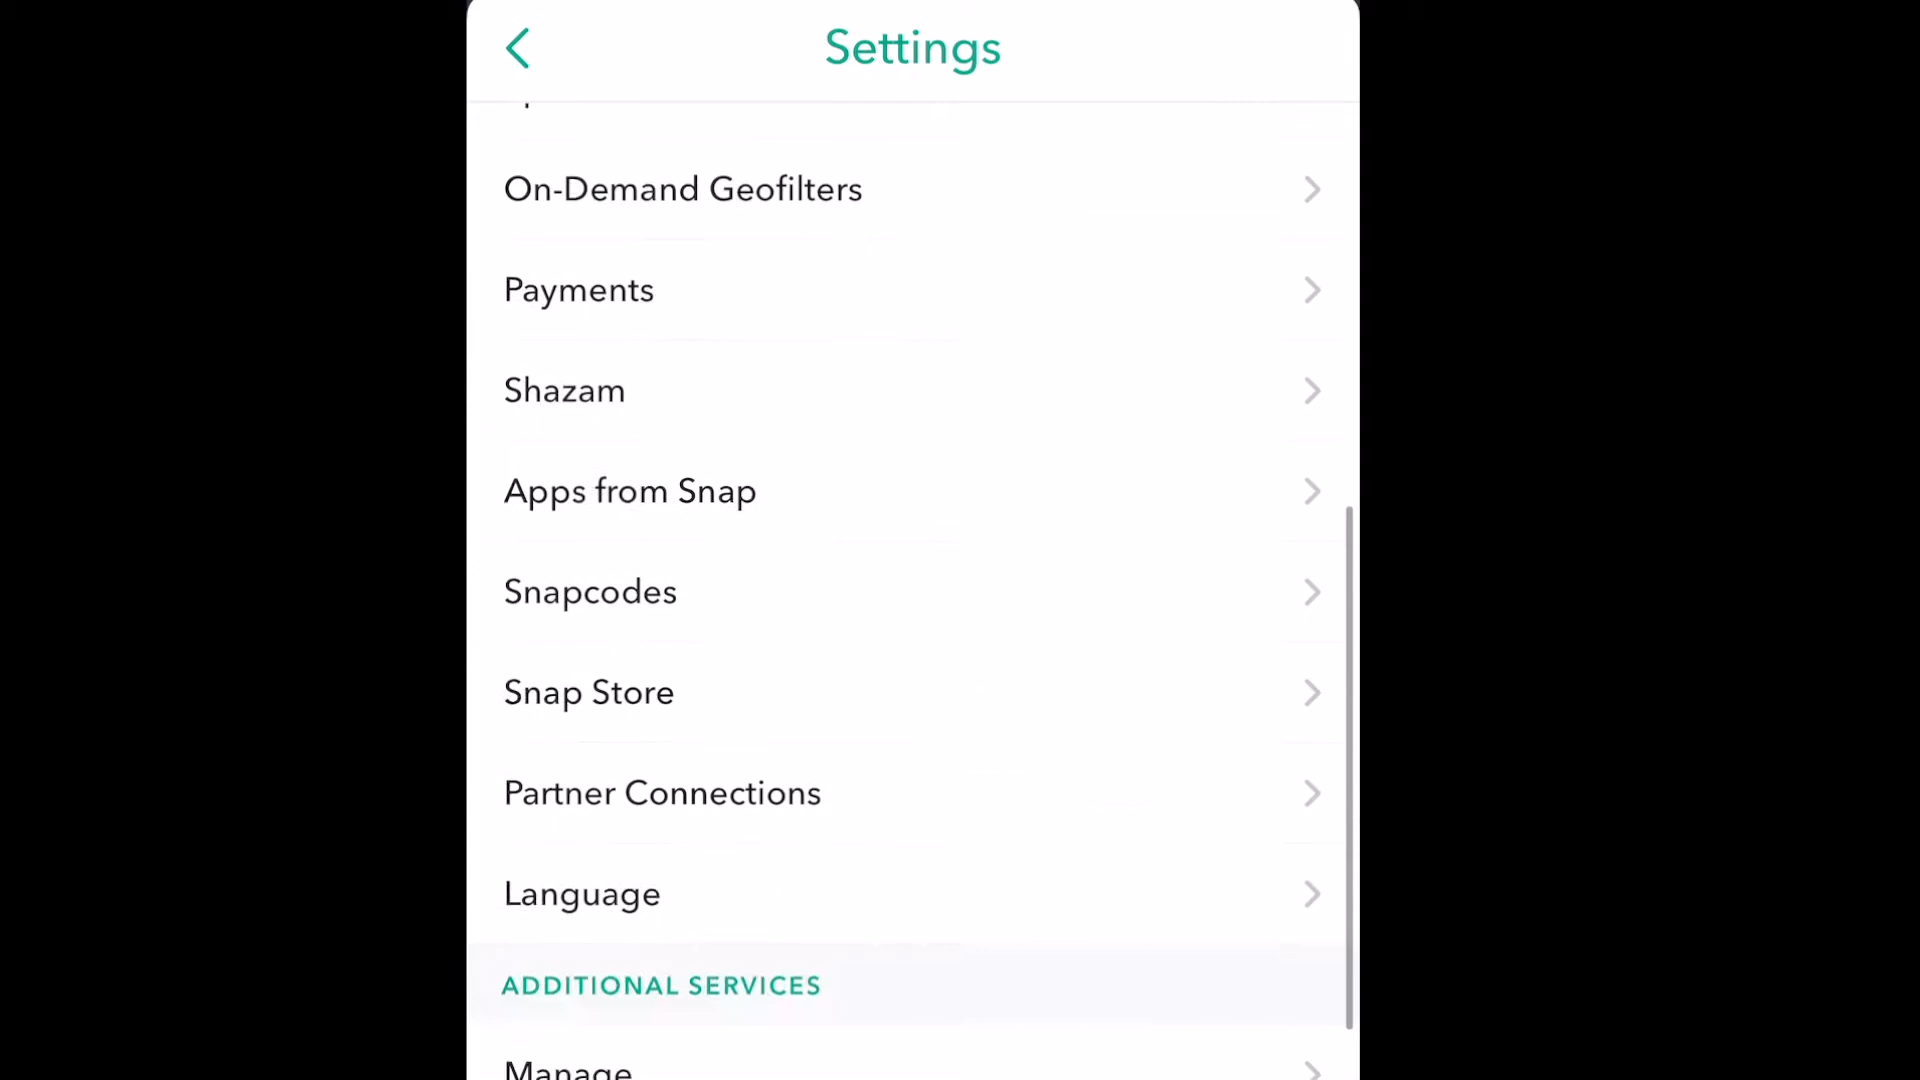 Settings
On-Demand Geofilters
Payments
Shazam
Apps from Snap
Snapcodes
Snap Store
Partner Connections
Language
ADDITIONAL SERVICES
Manage